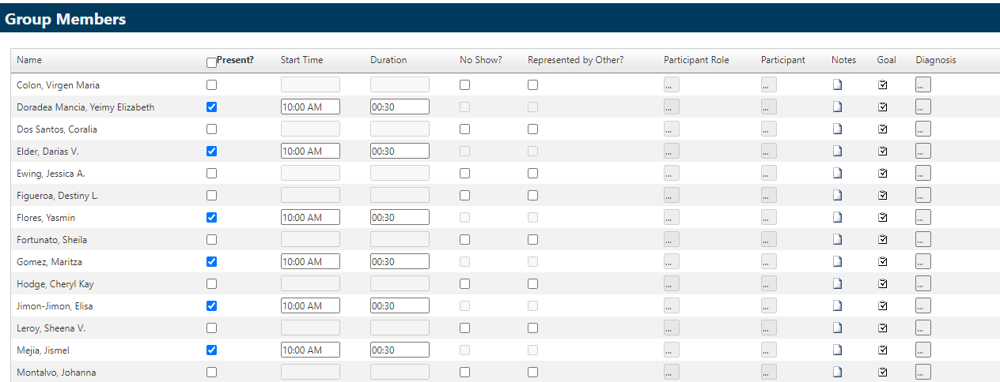 Group Members
Name Present? Start Time Duration No Show? Represented by Other? Participant Role Participant Notes Goal Diagnosis
Colon, Virgen Maria ... ... ...
Doradea Mancia, Yeimy Elizabeth 10:00 AM 00:30 ... ... ...
Dos Santos, Coralia ... ... ...
Elder, Darias V. 10:00 AM 00:30 ... ... ...
Ewing, Jessica A. ... ... ...
Figueroa, Destiny L. ... ... ...
Flores, Yasmin 10:00 AM 00:30 ... ... ...
Fortunato, Sheila ... ... ...
Gomez, Maritza 10:00 AM 00:30 ... ... ...
Hodge, Cheryl Kay ... ... ...
Jimon-Jimon, Elisa 10:00 AM 00:30 ... ... ...
Leroy, Sheena V. ... ... ...
Mejia, Jismel 10:00 AM 00:30 ... ... ...
Montalvo, Johanna ... ... ...